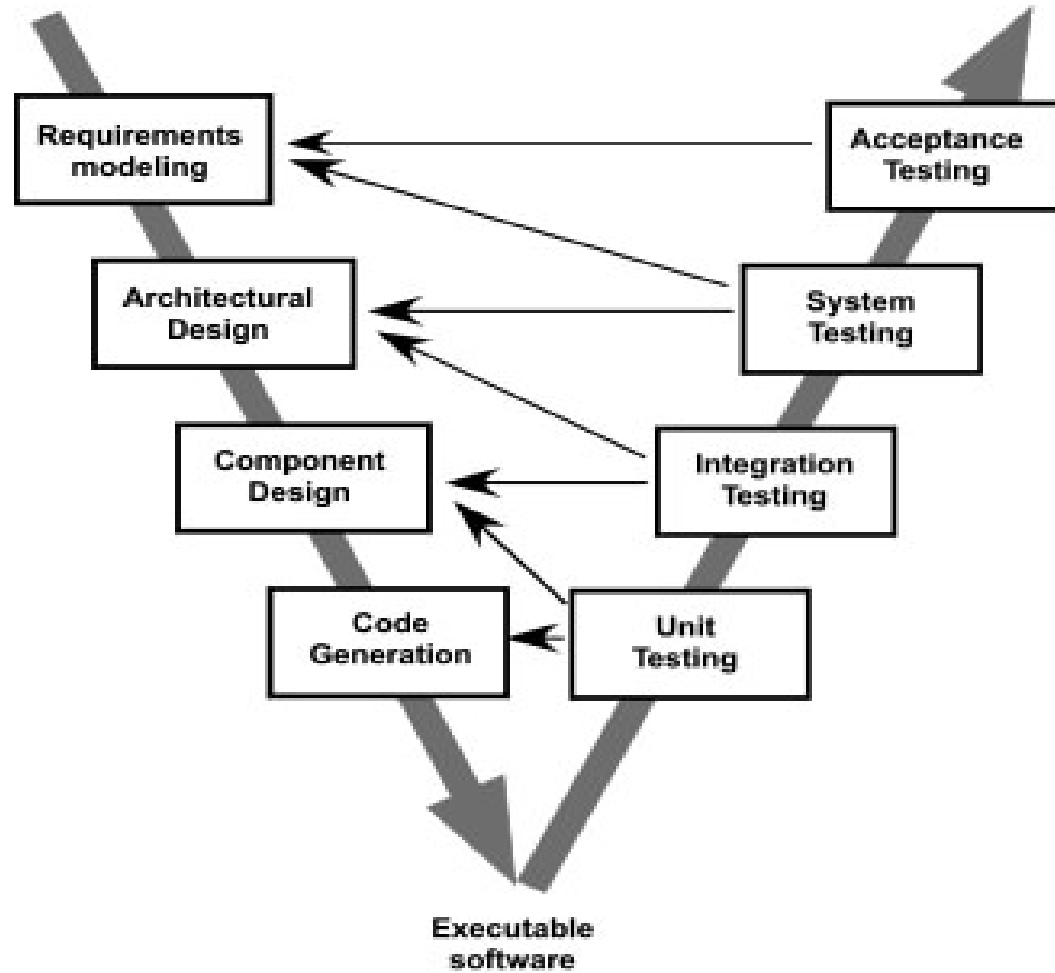 Requirements
modeling
Acceptance
Testing
Architectural
Design
System
Testing
Component
Design
Integration
Testing
Code
Generation
Unit
Testing
Executable
software